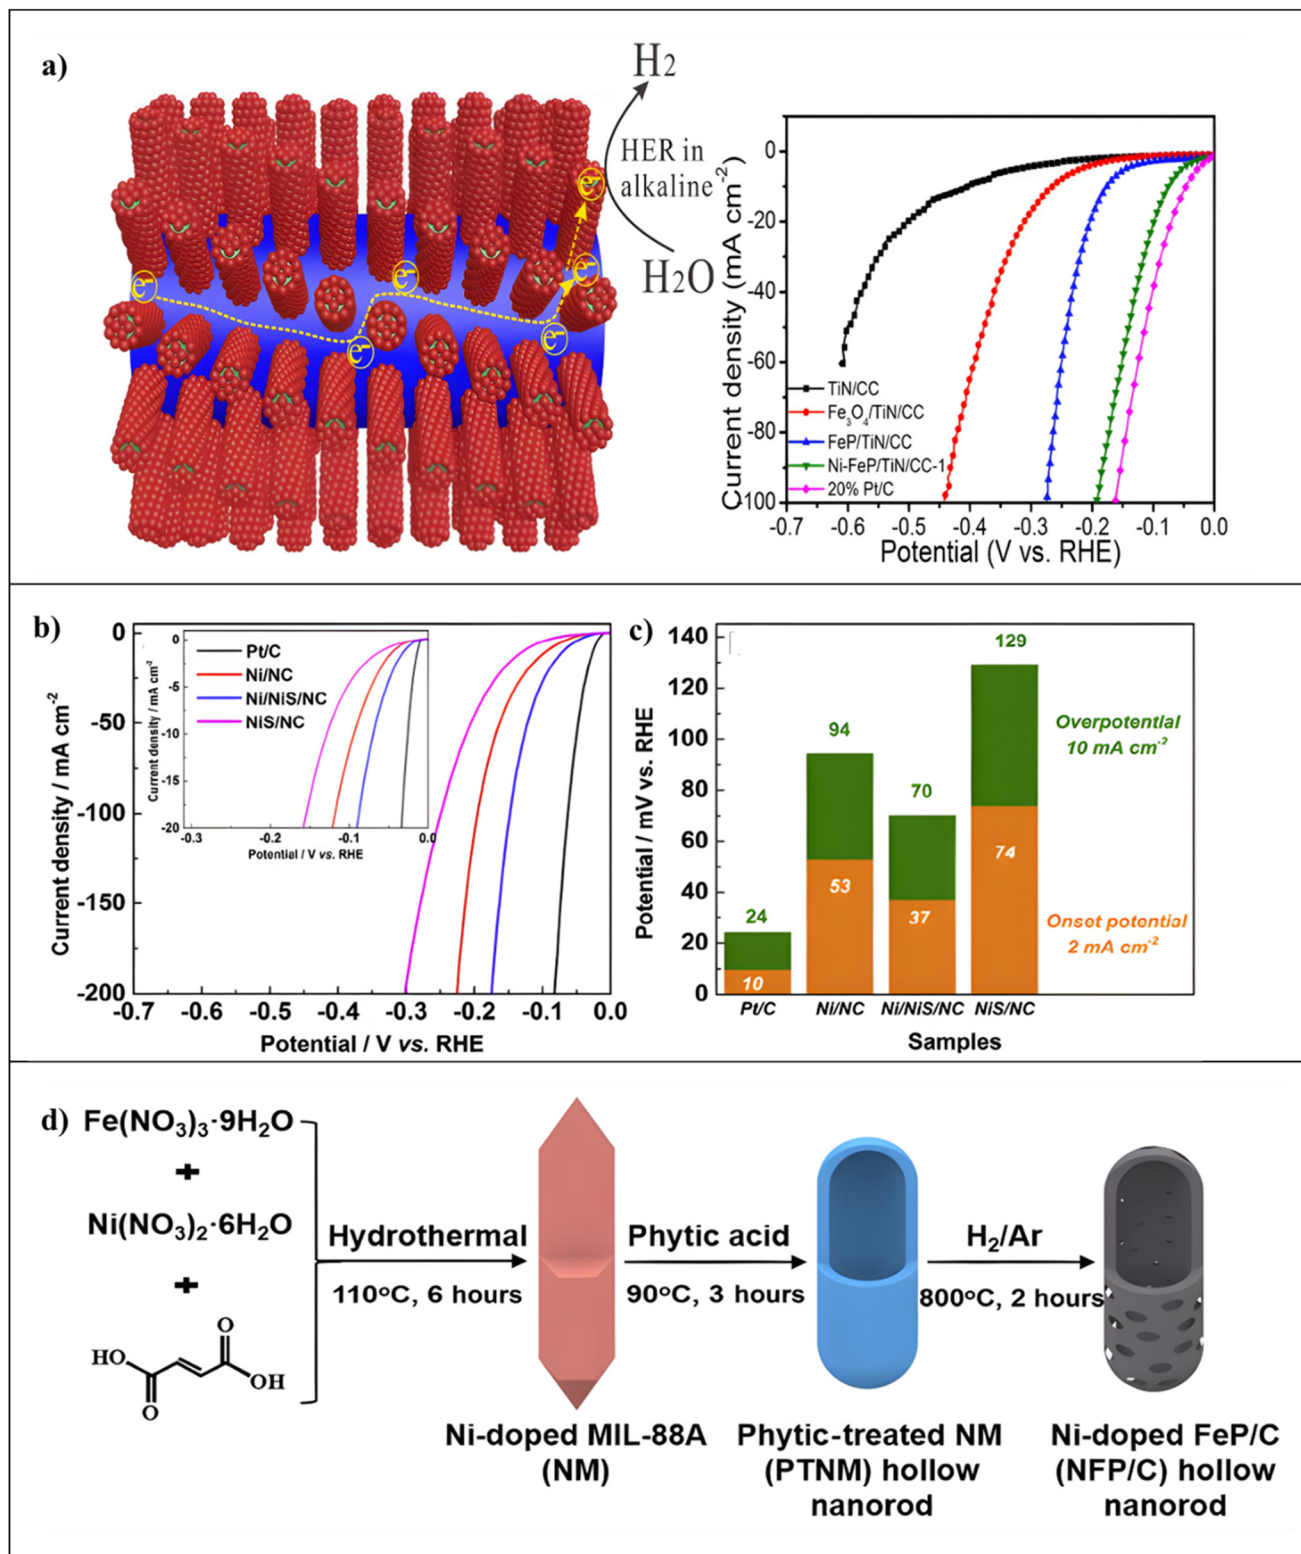 a)
H2
HER in
alkaline
H2O
e-
e-
e-
e-
e-
e-
Current density (mA cm-2)
0
-20
-40
-60
-80
-100
TiN/CC
Fe3O4/TiN/CC
FeP/TiN/CC
Ni-FeP/TiN/CC-1
20% Pt/C
-0.7 -0.6 -0.5 -0.4 -0.3 -0.2 -0.1 0.0
Potential (V vs. RHE)
b)
Current density / mA cm-2
0
-50
-100
-150
-200
-0.7 -0.6 -0.5 -0.4 -0.3 -0.2 -0.1 0.0
Potential / V vs. RHE
Current density / mA cm-2
0
-5
-10
-15
-20
Pt/C
Ni/NC
Ni/NiS/NC
NiS/NC
-0.3 -0.2 -0.1 0.0
Potential / V vs. RHE
c)
Potential / mV vs. RHE
140
120
100
80
60
40
20
0
24
10
94
53
70
37
129
74
Overpotential
10 mA cm-2
Onset potential
2 mA cm-2
Pt/C Ni/NC Ni/NiS/NC NiS/NC
Samples
d)
Fe(NO3)3·9H2O
+
Ni(NO3)2·6H2O
+
HO
O
O
OH
Hydrothermal
110oC, 6 hours
Phytic acid
90oC, 3 hours
H2/Ar
800oC, 2 hours
Ni-doped MIL-88A
(NM)
Phytic-treated NM
(PTNM) hollow
nanorod
Ni-doped FeP/C
(NFP/C) hollow
nanorod